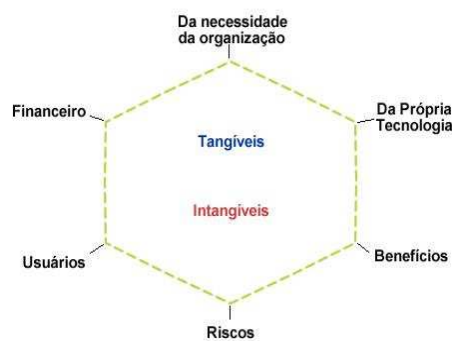 Da necessidade
da organização
Financeiro
Da Própria
Tecnologia
Tangíveis
Intangíveis
Usuários
Benefícios
Riscos